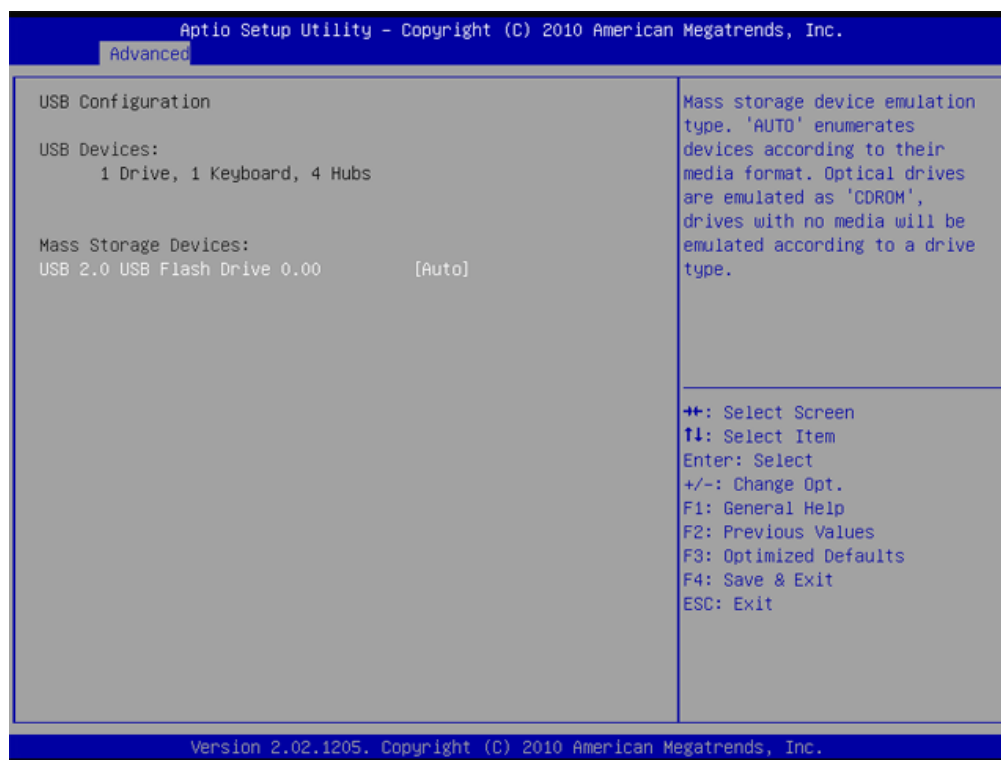 Aptio Setup Utility – Copyright (C) 2010 American Megatrends, Inc.
Advanced
USB Configuration
USB Devices:
1 Drive, 1 Keyboard, 4 Hubs
Mass Storage Devices:
USB 2.0 USB Flash Drive 0.00 [Auto]
Mass storage device emulation
type. 'AUTO' enumerates
devices according to their
media format. Optical drives
are emulated as 'CDROM',
drives with no media will be
emulated according to a drive
type.
→←: Select Screen
↑↓: Select Item
Enter: Select
+/-: Change Opt.
F1: General Help
F2: Previous Values
F3: Optimized Defaults
F4: Save & Exit
ESC: Exit
Version 2.02.1205. Copyright (C) 2010 American Megatrends, Inc.